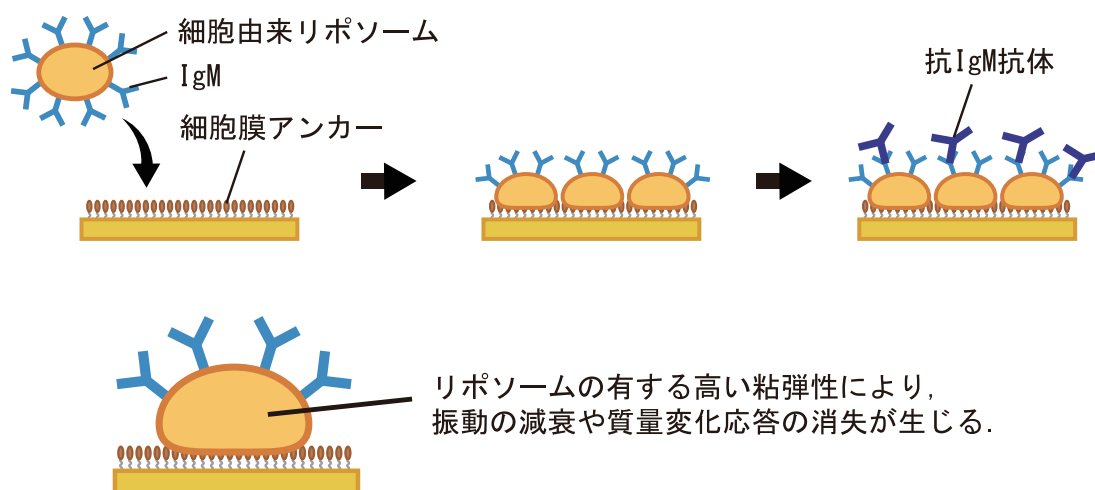 細胞由来リポソーム
IgM
細胞膜アンカー
抗IgM抗体
リポソームの有する高い粘弾性により,
振動の減衰や質量変化応答の消失が生じる.